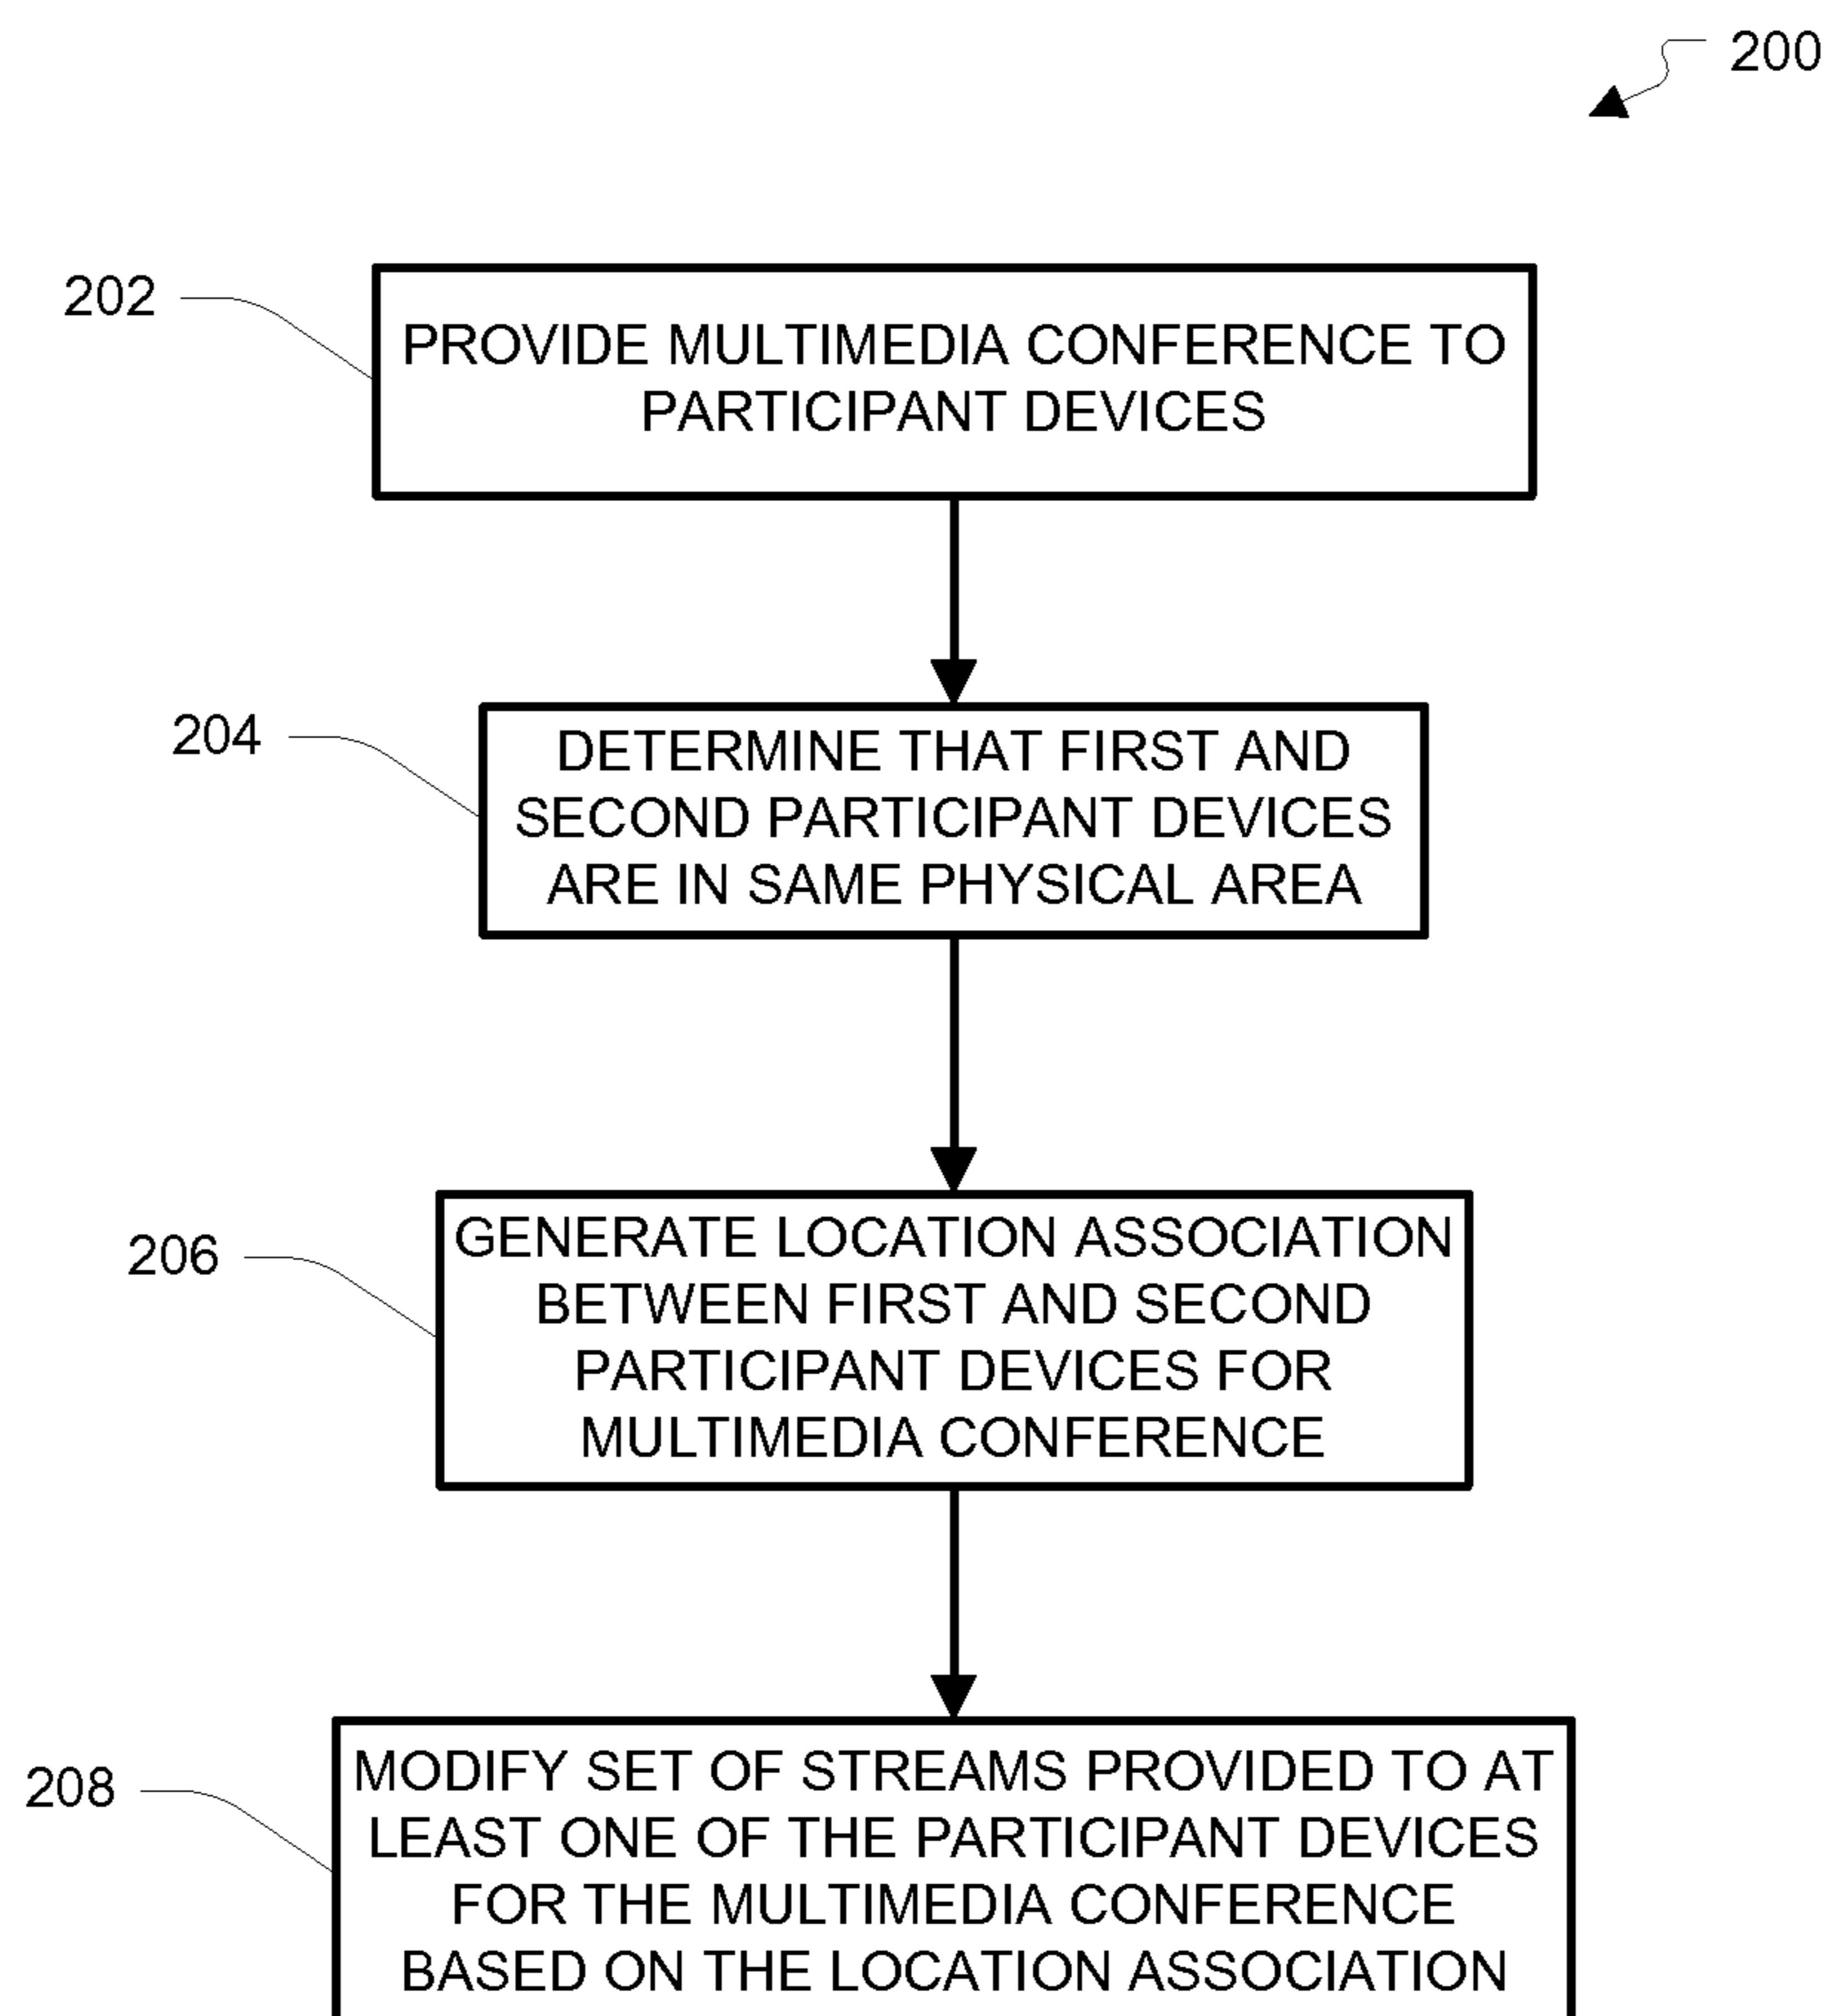 200
202
PROVIDE MULTIMEDIA CONFERENCE TO
PARTICIPANT DEVICES
204
DETERMINE THAT FIRST AND
SECOND PARTICIPANT DEVICES
ARE IN SAME PHYSICAL AREA
206
GENERATE LOCATION ASSOCIATION
BETWEEN FIRST AND SECOND
PARTICIPANT DEVICES FOR
MULTIMEDIA CONFERENCE
208
MODIFY SET OF STREAMS PROVIDED TO AT
LEAST ONE OF THE PARTICIPANT DEVICES
FOR THE MULTIMEDIA CONFERENCE
BASED ON THE LOCATION ASSOCIATION